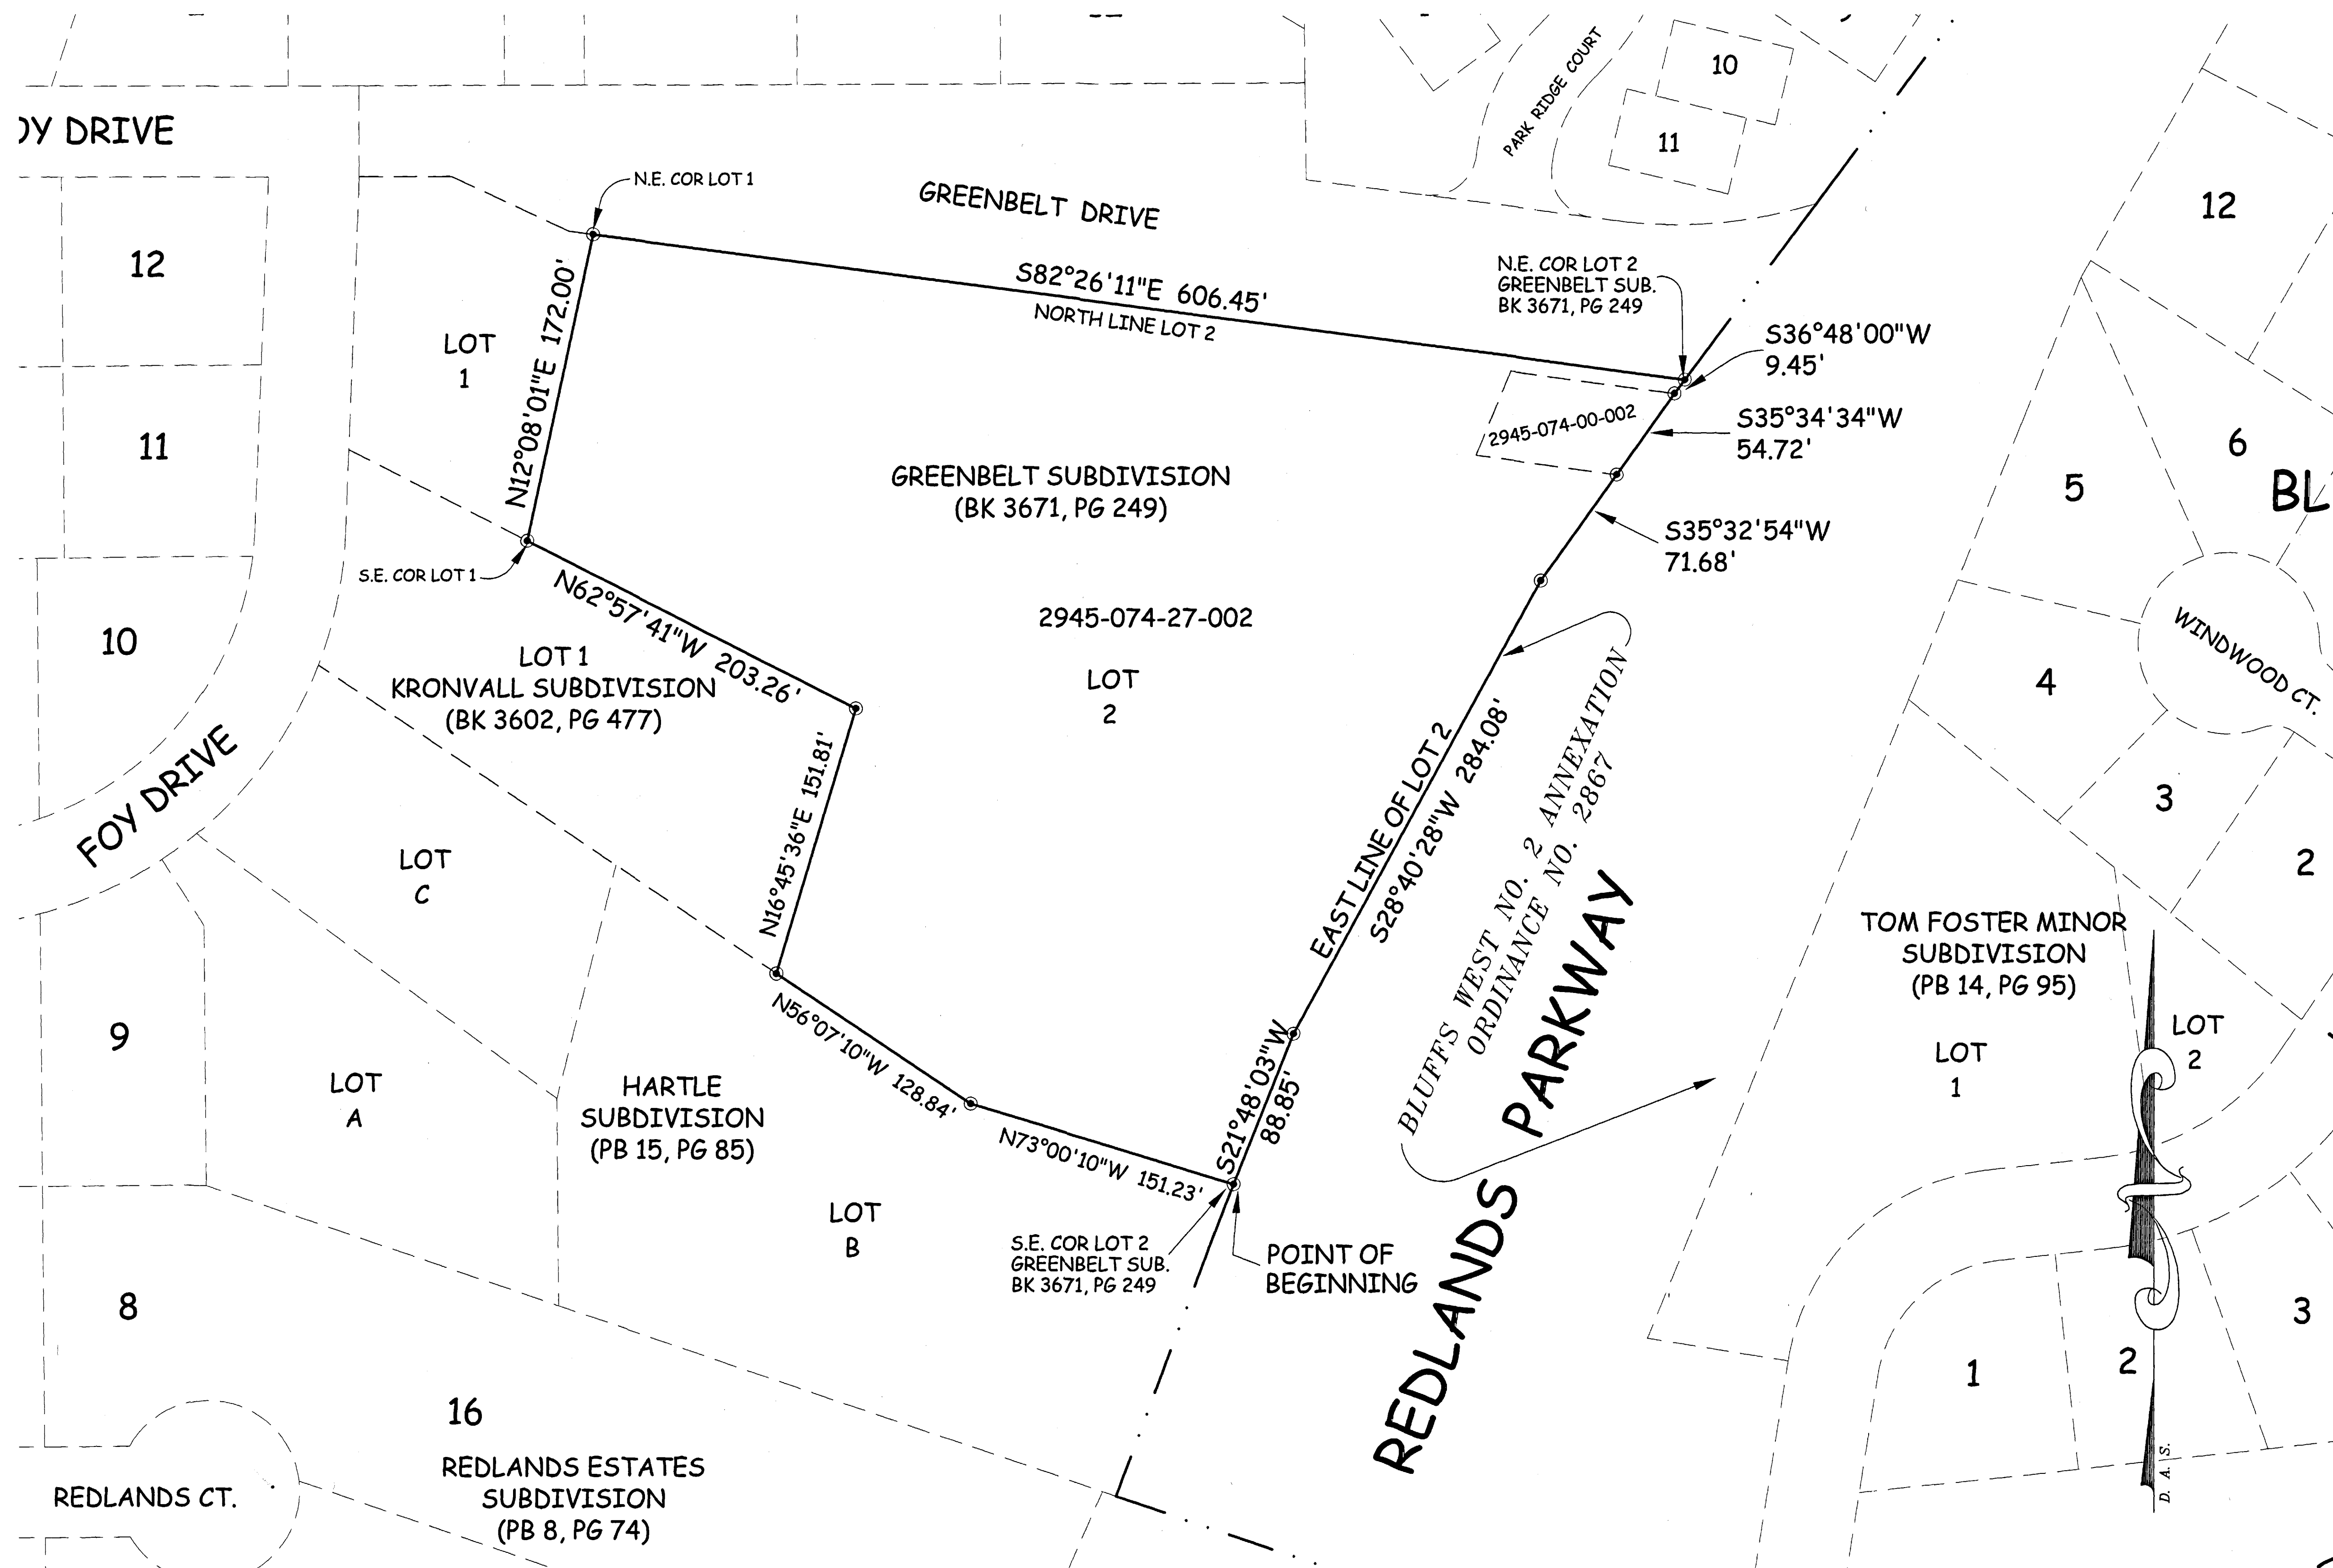 PARK RIDGE COURT
10
11
OY DRIVE
N.E. COR LOT 1
GREENBELT DRIVE
12
12
S82°26'11"E 606.45'
NORTH LINE LOT 2
N.E. COR LOT 2
GREENBELT SUB.
BK 3671, PG 249
S36°48'00"W
9.45'
N12°08'01"E 172.00'
LOT
1
2945-074-00-002
S35°34'34"W
54.72'
11
6
5
BL
GREENBELT SUBDIVISION
(BK 3671, PG 249)
S35°32'54"W
71.68'
S.E. COR LOT 1
N62°57'41"W 203.26'
2945-074-27-002
LOT
2
10
LOT 1
KRONVALL SUBDIVISION
(BK 3602, PG 477)
WINDWOOD CT.
4
3
2
FOY DRIVE
N16°45'36"E 151.81'
EAST LINE OF LOT 2
S28°40'28"W 284.08'
BLUFFS WEST NO. 2 ANNEXATION
ORDINANCE NO. 2867
REDLANDS PARKWAY
LOT
C
TOM FOSTER MINOR
SUBDIVISION
(PB 14, PG 95)
LOT
1
LOT
2
9
LOT
A
N56°07'10"W 128.84'
HARTLE
SUBDIVISION
(PB 15, PG 85)
N73°00'10"W 151.23'
S21°48'03"W
88.85'
LOT
B
S.E. COR LOT 2
GREENBELT SUB.
BK 3671, PG 249
POINT OF
BEGINNING
8
3
1
2
16
REDLANDS ESTATES
SUBDIVISION
(PB 8, PG 74)
REDLANDS CT.
D. A. S.